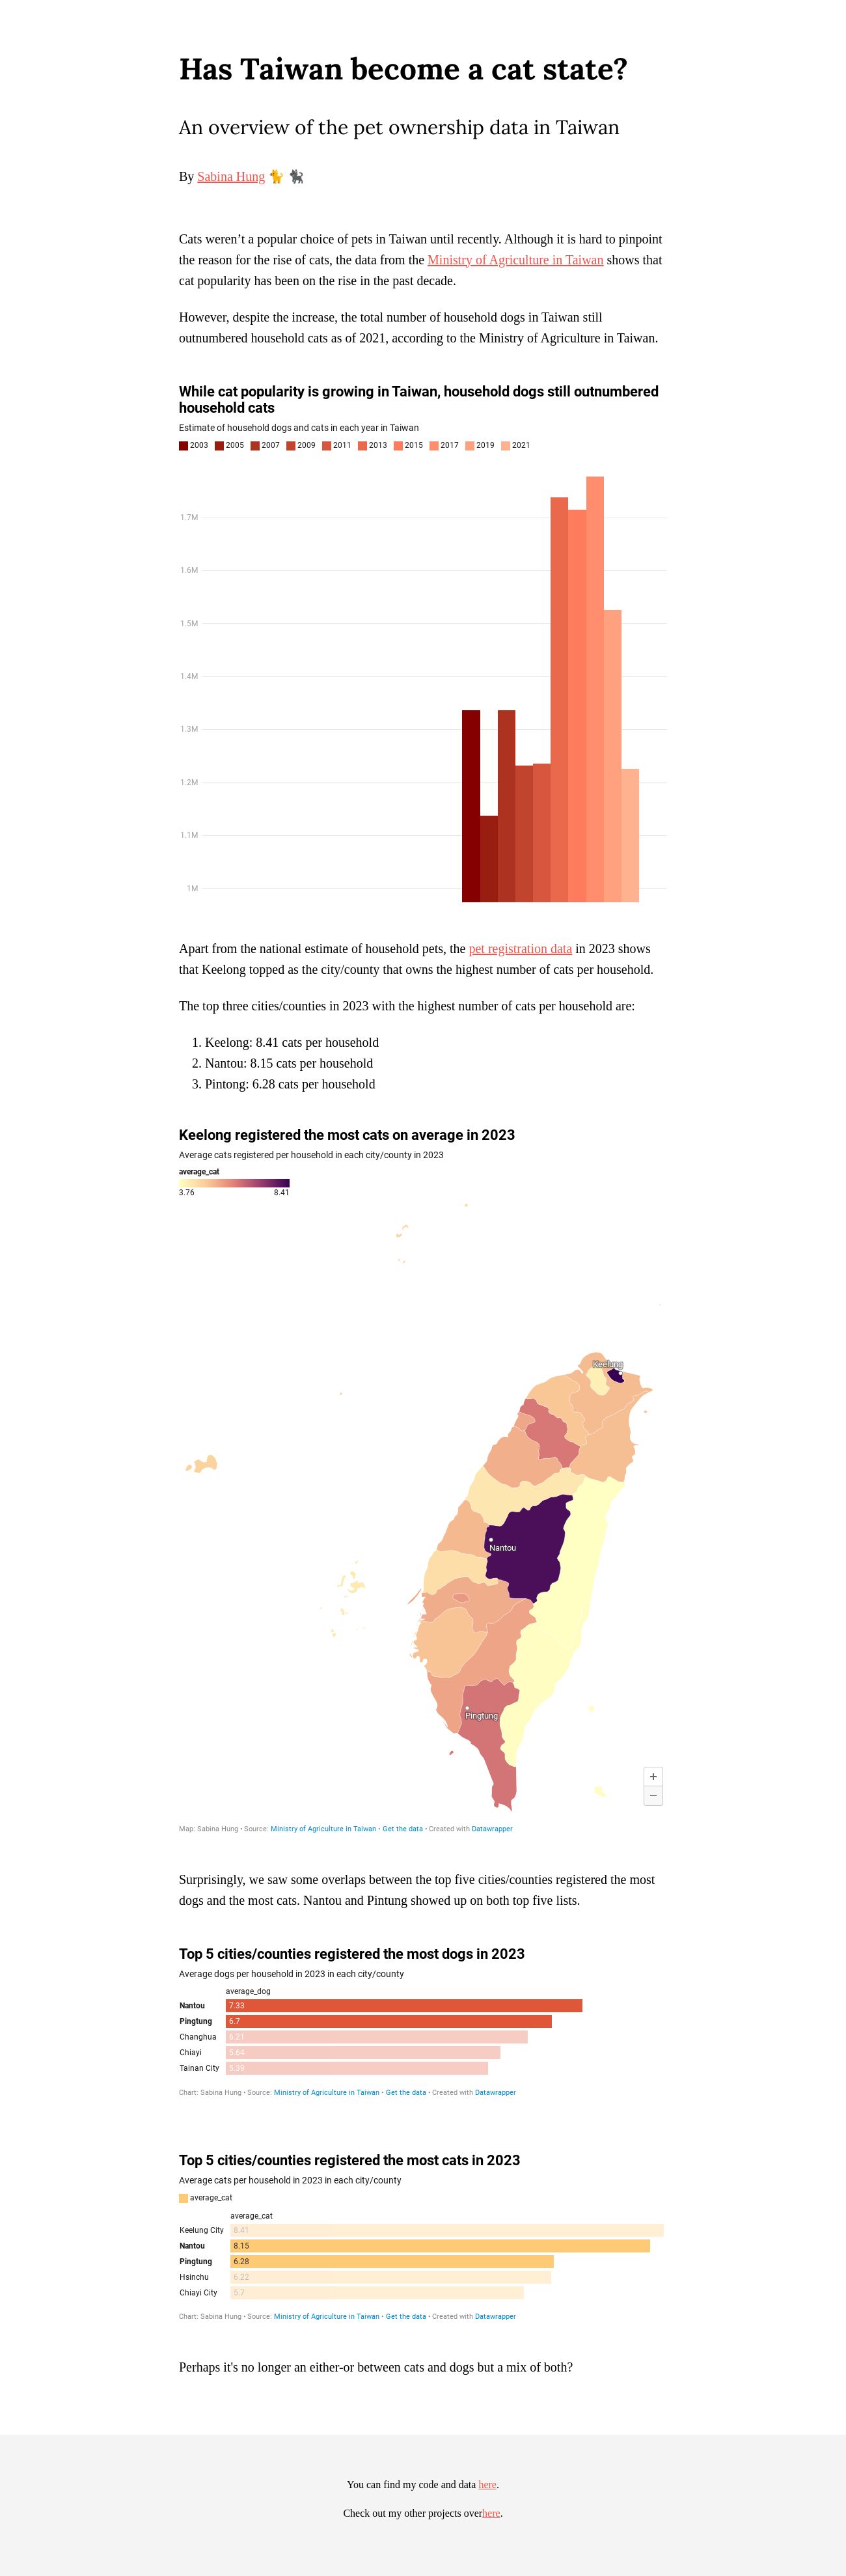 Has Taiwan become a cat state?
An overview of the pet ownership data in Taiwan
By Sabina Hung 🐈 🐈‍⬛
Cats weren’t a popular choice of pets in Taiwan until recently. Although it is hard to pinpoint
the reason for the rise of cats, the data from the Ministry of Agriculture in Taiwan shows that
cat popularity has been on the rise in the past decade.
However, despite the increase, the total number of household dogs in Taiwan still
outnumbered household cats as of 2021, according to the Ministry of Agriculture in Taiwan.
While cat popularity is growing in Taiwan, household dogs still outnumbered
household cats
Estimate of household dogs and cats in each year in Taiwan
2003 2005 2007 2009 2011 2013 2015 2017 2019 2021
1.7M
1.6M
1.5M
1.4M
1.3M
1.2M
1.1M
1M
Apart from the national estimate of household pets, the pet registration data in 2023 shows
that Keelong topped as the city/county that owns the highest number of cats per household.
The top three cities/counties in 2023 with the highest number of cats per household are:
1. Keelong: 8.41 cats per household
2. Nantou: 8.15 cats per household
3. Pintong: 6.28 cats per household
Keelong registered the most cats on average in 2023
Average cats registered per household in each city/county in 2023
average_cat
3.76 8.41
Keelung
Nantou
Pingtung
+
−
Map: Sabina Hung • Source: Ministry of Agriculture in Taiwan • Get the data • Created with Datawrapper
Surprisingly, we saw some overlaps between the top five cities/counties registered the most
dogs and the most cats. Nantou and Pintung showed up on both top five lists.
Top 5 cities/counties registered the most dogs in 2023
Average dogs per household in 2023 in each city/county
average_dog
Nantou 7.33
Pingtung 6.7
Changhua 6.21
Chiayi 5.64
Tainan City 5.39
Chart: Sabina Hung • Source: Ministry of Agriculture in Taiwan • Get the data • Created with Datawrapper
Top 5 cities/counties registered the most cats in 2023
Average cats per household in 2023 in each city/county
average_cat
average_cat
Keelung City 8.41
Nantou 8.15
Pingtung 6.28
Hsinchu 6.22
Chiayi City 5.7
Chart: Sabina Hung • Source: Ministry of Agriculture in Taiwan • Get the data • Created with Datawrapper
Perhaps it's no longer an either-or between cats and dogs but a mix of both?
You can find my code and data here.
Check out my other projects overhere.